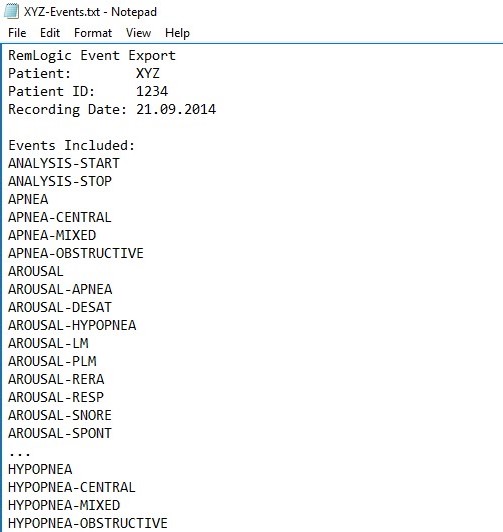 XYZ-Events.txt - Notepad
File Edit Format View Help
RemLogic Event Export
Patient: XYZ
Patient ID: 1234
Recording Date: 21.09.2014
Events Included:
ANALYSIS-START
ANALYSIS-STOP
APNEA
APNEA-CENTRAL
APNEA-MIXED
APNEA-OBSTRUCTIVE
AROUSAL
AROUSAL-APNEA
AROUSAL-DESAT
AROUSAL-HYPOPNEA
AROUSAL-LM
AROUSAL-PLM
AROUSAL-RERA
AROUSAL-RESP
AROUSAL-SNORE
AROUSAL-SPONT
...
HYPOPNEA
HYPOPNEA-CENTRAL
HYPOPNEA-MIXED
HYPOPNEA-OBSTRUCTIVE